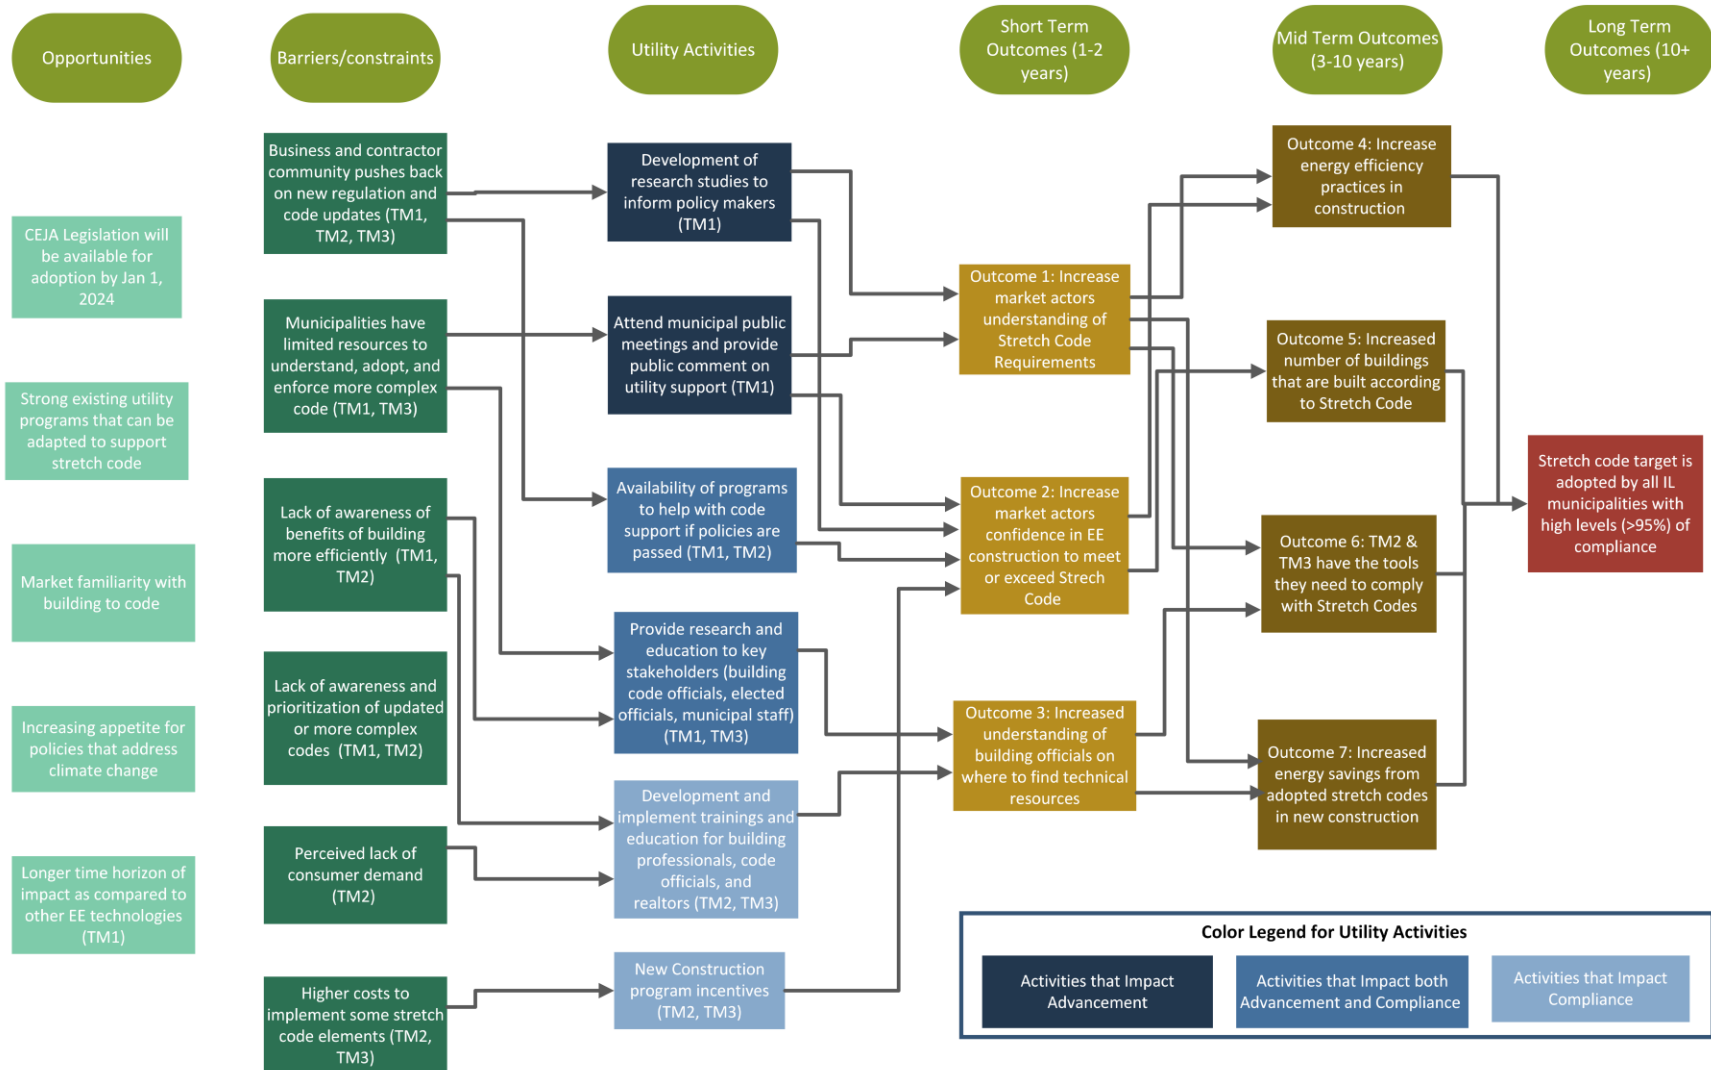 Opportunities
Barriers/constraints
Utility Activities
Short Term
Outcomes (1-2
years)
Mid Term Outcomes
(3-10 years)
Long Term
Outcomes (10+
years)
CEJA Legislation will
be available for
adoption by Jan 1,
2024
Strong existing utility
programs that can be
adapted to support
stretch code
Market familiarity with
building to code
Increasing appetite for
policies that address
climate change
Longer time horizon of
impact as compared to
other EE technologies
(TM1)
Business and contractor
community pushes back
on new regulation and
code updates (TM1,
TM2, TM3)
Municipalities have
limited resources to
understand, adopt, and
enforce more complex
code (TM1, TM3)
Lack of awareness of
benefits of building
more efficiently (TM1,
TM2)
Lack of awareness and
prioritization of updated
or more complex
codes (TM1, TM2)
Perceived lack of
consumer demand
(TM2)
Higher costs to
implement some stretch
code elements (TM2,
TM3)
Development of
research studies to
inform policy makers
(TM1)
Attend municipal public
meetings and provide
public comment on
utility support (TM1)
Availability of programs
to help with code
support if policies are
passed (TM1, TM2)
Provide research and
education to key
stakeholders (building
code officials, elected
officials, municipal staff)
(TM1, TM3)
Development and
implement trainings and
education for building
professionals, code
officials, and
realtors (TM2, TM3)
New Construction
program incentives
(TM2, TM3)
Outcome 1: Increase
market actors
understanding of
Stretch Code
Requirements
Outcome 2: Increase
market actors
confidence in EE
construction to meet
or exceed Strech
Code
Outcome 3: Increased
understanding of
building officials on
where to find technical
resources
Outcome 4: Increase
energy efficiency
practices in
construction
Outcome 5: Increased
number of buildings
that are built according
to Stretch Code
Outcome 6: TM2 &
TM3 have the tools
they need to comply
with Stretch Codes
Outcome 7: Increased
energy savings from
adopted stretch codes
in new construction
Stretch code target is
adopted by all IL
municipalities with
high levels (>95%) of
compliance
Color Legend for Utility Activities
Activities that Impact
Advancement
Activities that Impact both
Advancement and Compliance
Activities that Impact
Compliance